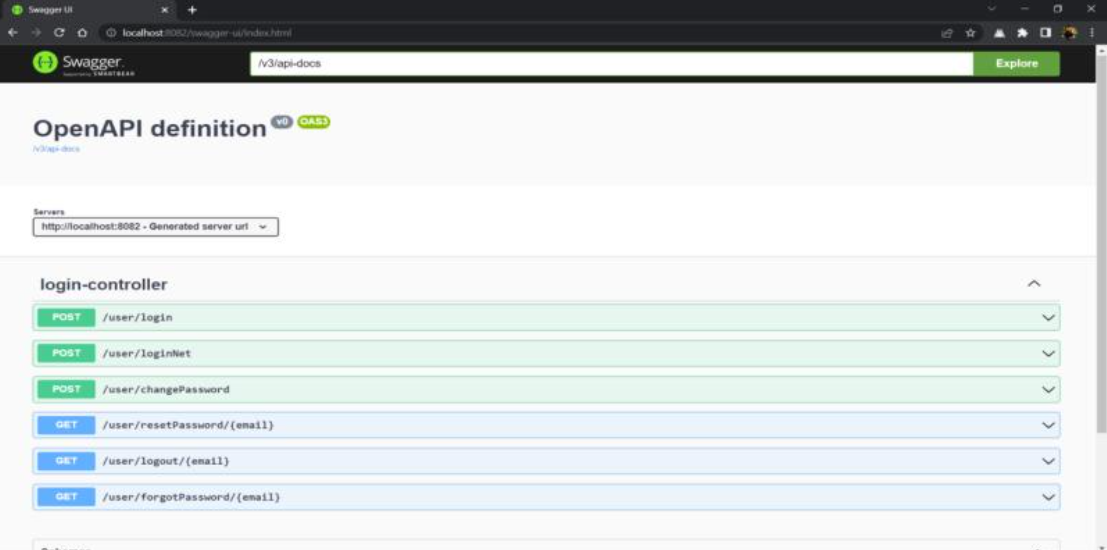 Swagger UI
localhost:8082/swagger-ui/index.html
Swagger.
Supported by SMARTBEAR
/v3/api-docs
Explore
OpenAPI definition v0 OAS3
/v3/api-docs
Servers
http://localhost:8082 - Generated server url
login-controller
POST /user/login
POST /user/loginNet
POST /user/changePassword
GET /user/resetPassword/{email}
GET /user/logout/{email}
GET /user/forgotPassword/{email}